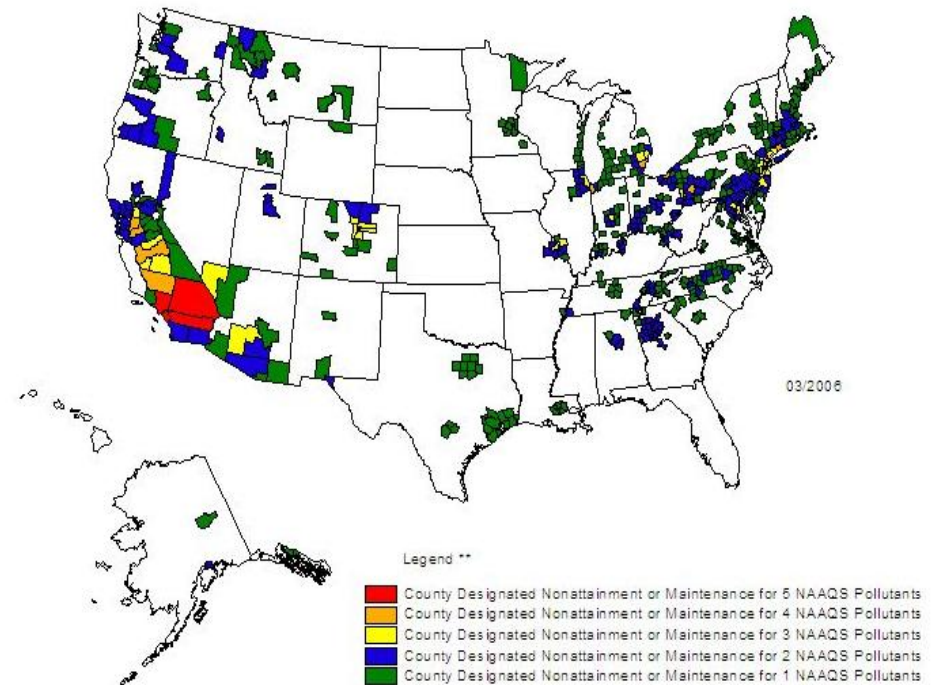 03/2006
Legend **
County Designated Nonattainment or Maintenance for 5 NAAQS Pollutants
County Designated Nonattainment or Maintenance for 4 NAAQS Pollutants
County Designated Nonattainment or Maintenance for 3 NAAQS Pollutants
County Designated Nonattainment or Maintenance for 2 NAAQS Pollutants
County Designated Nonattainment or Maintenance for 1 NAAQS Pollutants